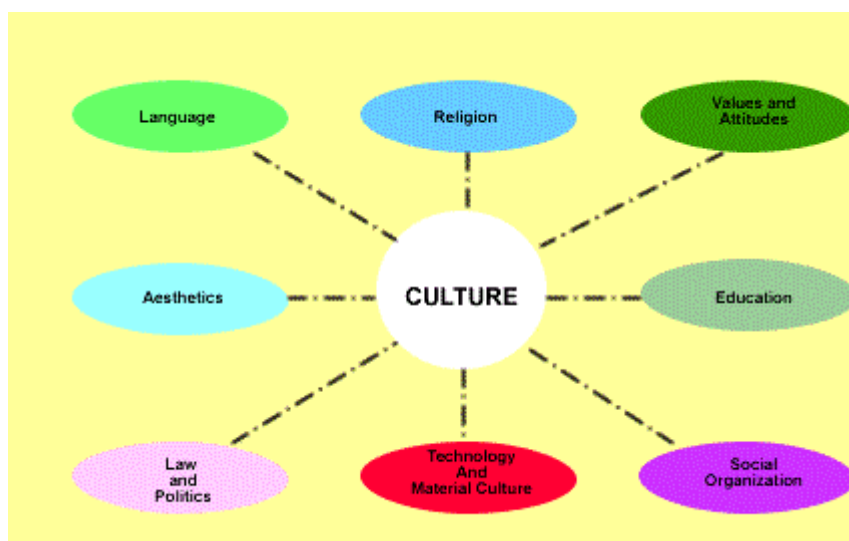 Language
Religion
Values and
Attitudes
Aesthetics
CULTURE
Education
Law
and
Politics
Technology
And
Material Culture
Social
Organization